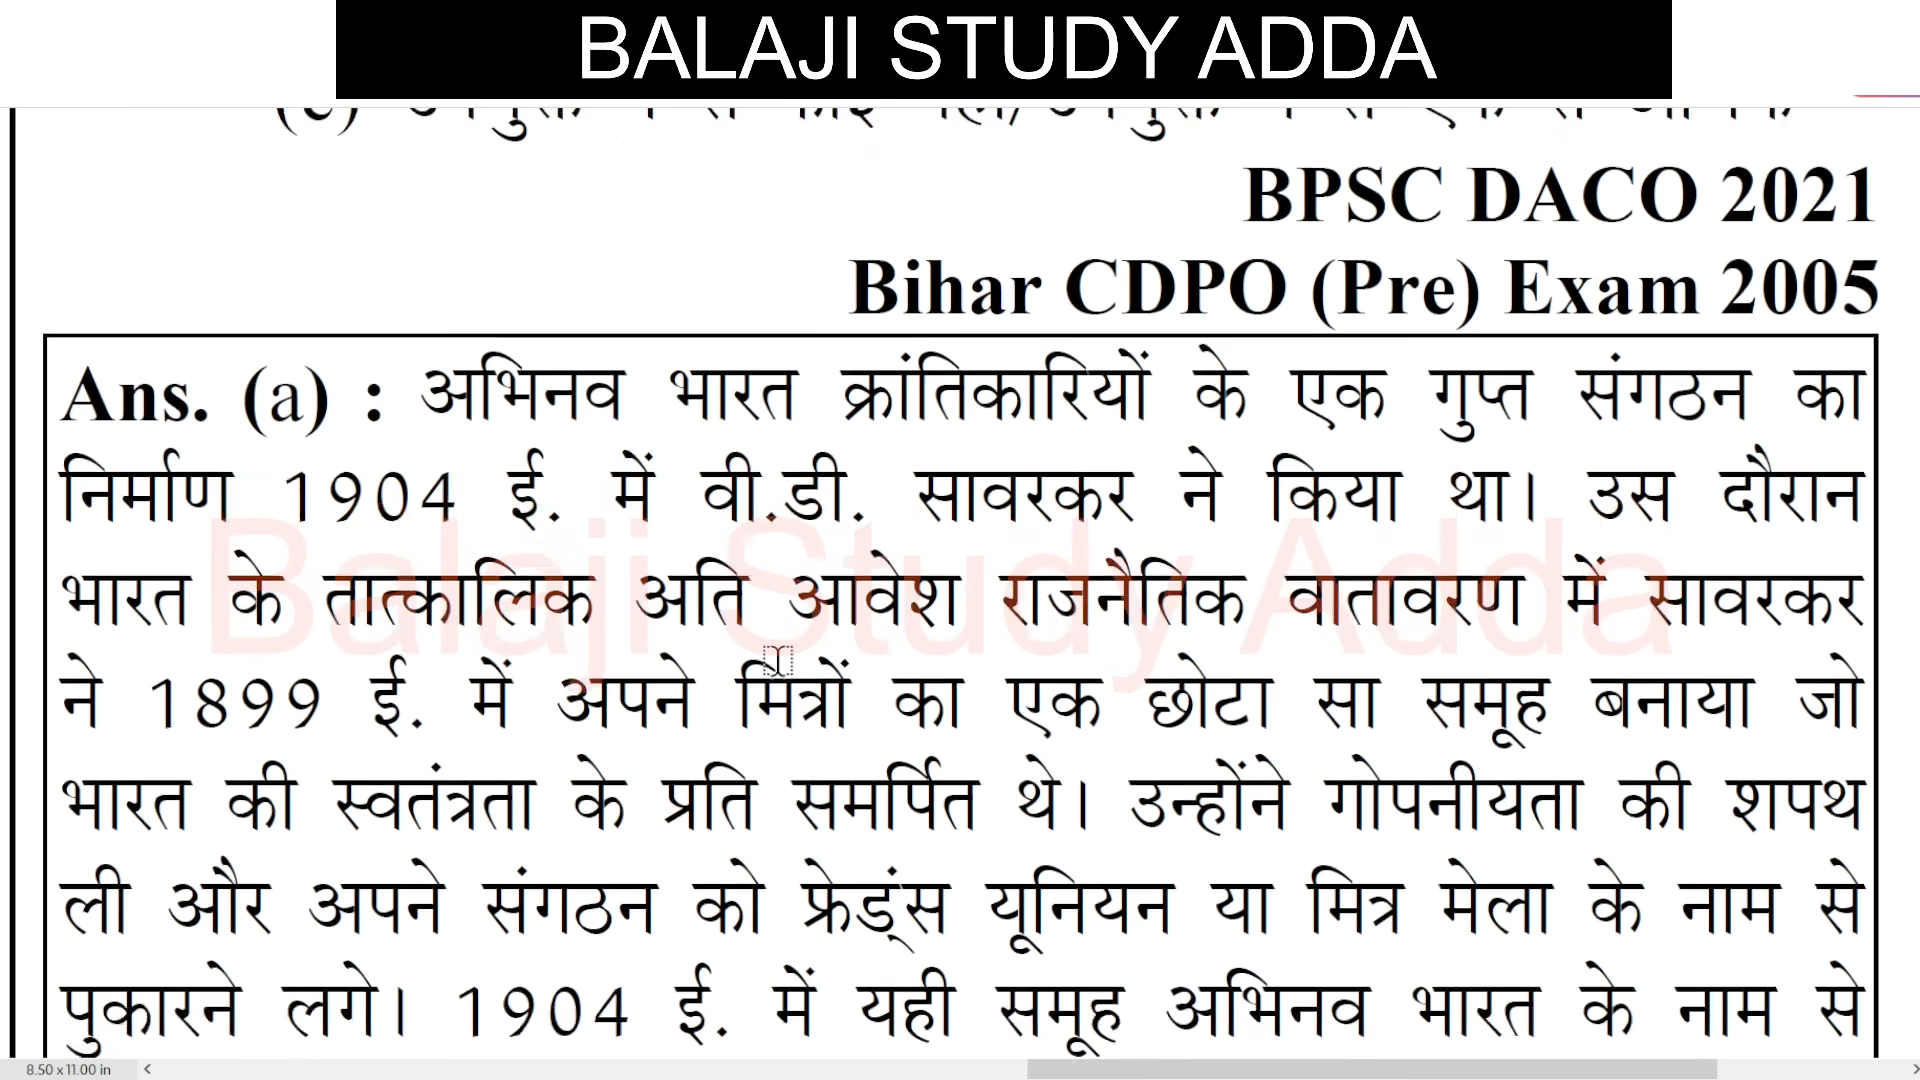 BALAJI STUDY ADDA
BPSC DACO 2021
Bihar CDPO (Pre) Exam 2005
Ans. (a) : अभिनव भारत क्रांतिकारियों के एक गुप्त संगठन का
निर्माण 1904 ई. में वी.डी. सावरकर ने किया था। उस दौरान
भारत के तात्कालिक अति आवेश राजनैतिक वातावरण में सावरकर
ने 1899 ई. में अपने मित्रों का एक छोटा सा समूह बनाया जो
भारत की स्वतंत्रता के प्रति समर्पित थे। उन्होंने गोपनीयता की शपथ
ली और अपने संगठन को फ्रेड्ंस यूनियन या मित्र मेला के नाम से
पुकारने लगे। 1904 ई. में यही समूह अभिनव भारत के नाम से
Balaji Study Adda
8.50 x 11.00 in